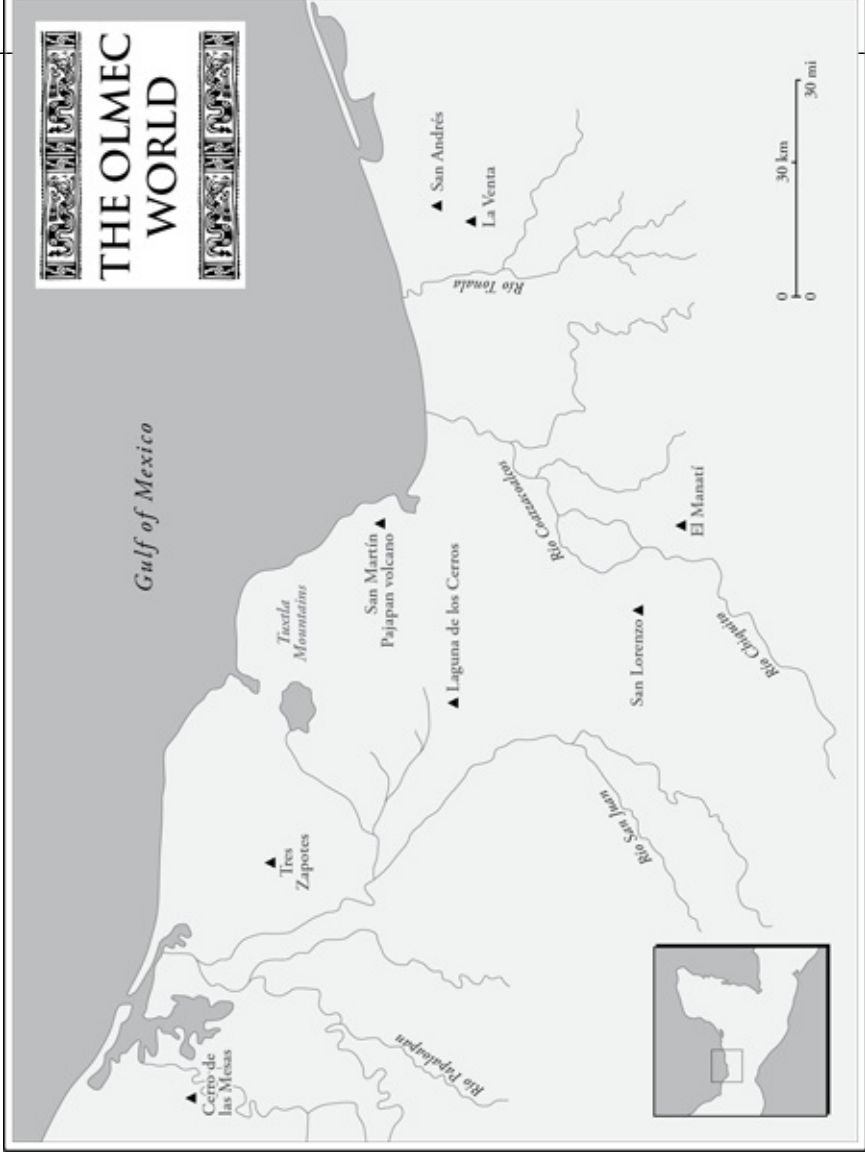 THE OLMEC
WORLD
Gulf of Mexico
Cerro de
las Mesas
Tres
Zapotes
Tuxtla
Mountains
San Martín
Pajapan volcano
Laguna de los Cerros
San Andrés
La Venta
Río Tonala
Río Coatzacoalcos
Río Papaloapan
Río San Juan
San Lorenzo
El Manatí
Río Chiquito
0
30 km
0
30 mi